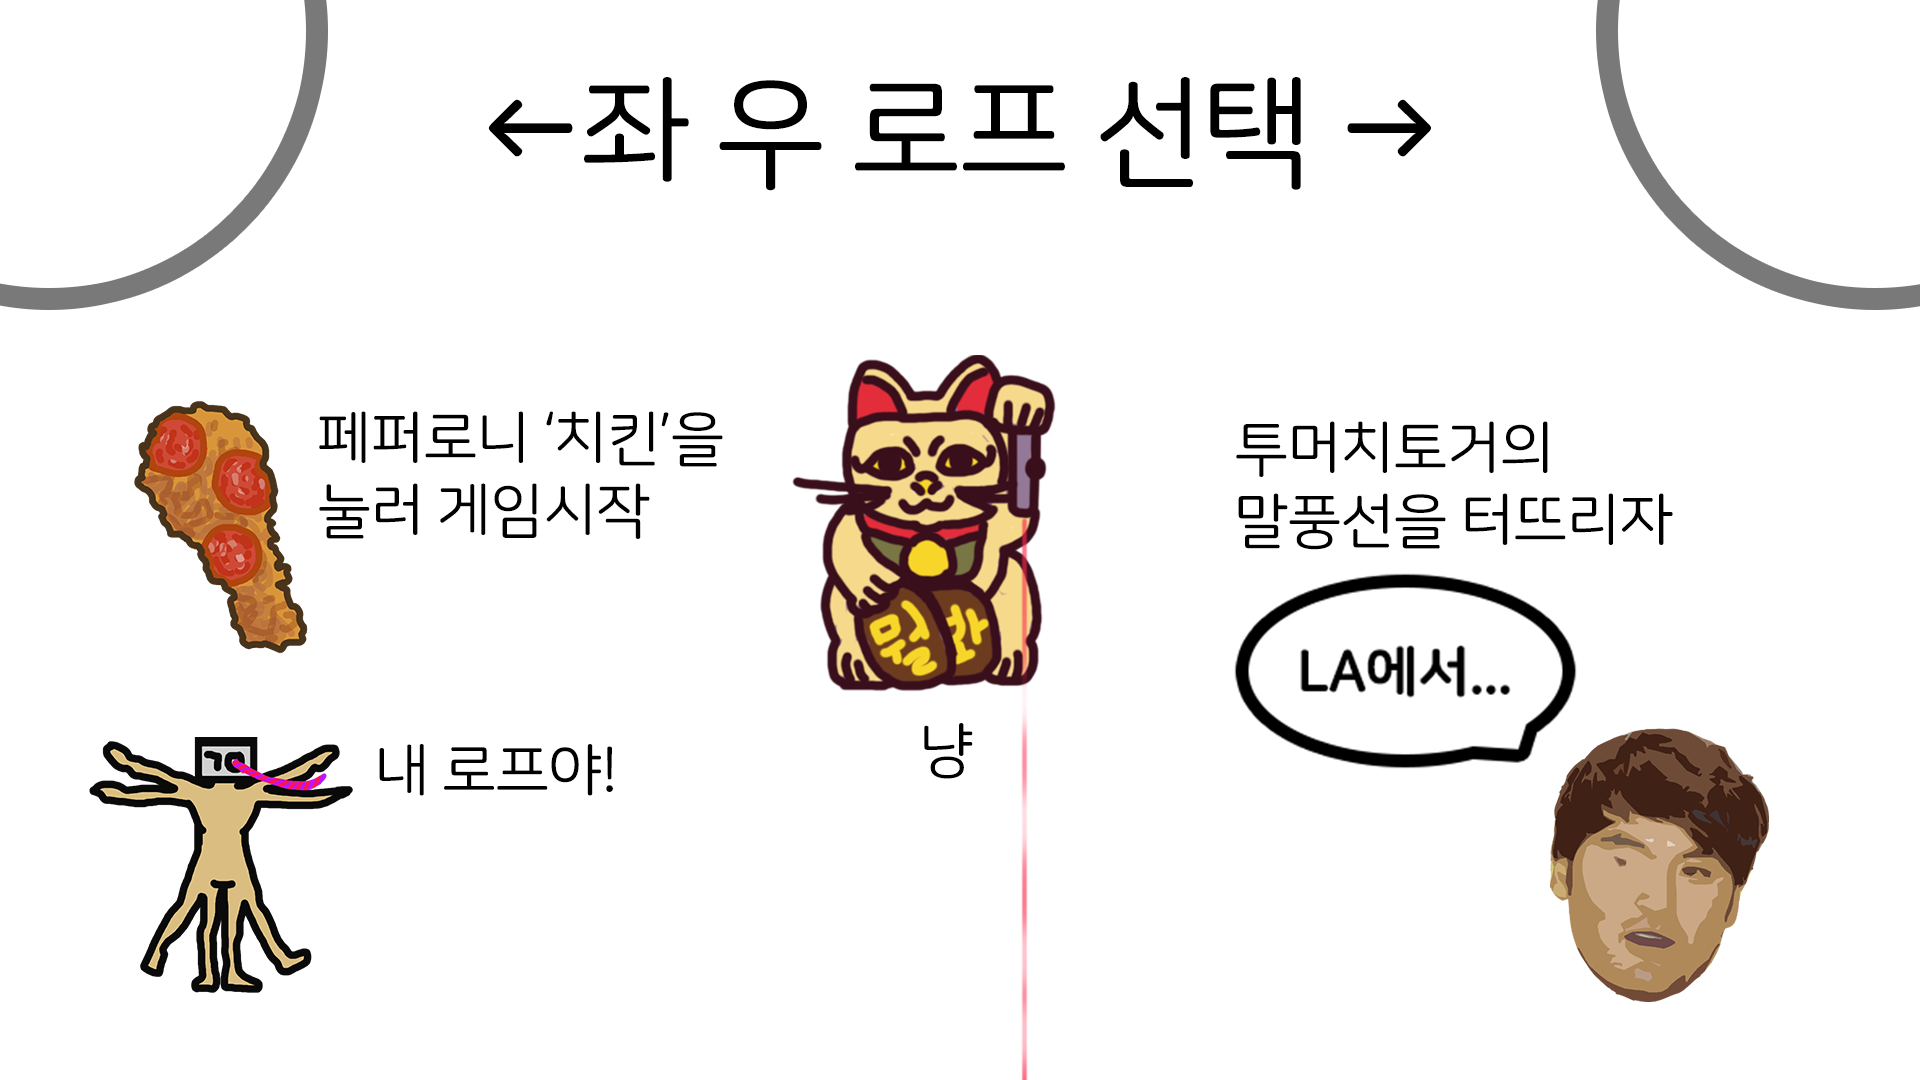 ←좌 우 로프 선택 →
페퍼로니 ‘치킨’을
눌러 게임시작
투머치토거의
말풍선을 터뜨리자
LA에서...
뭘 봐
내 로프야!
냥